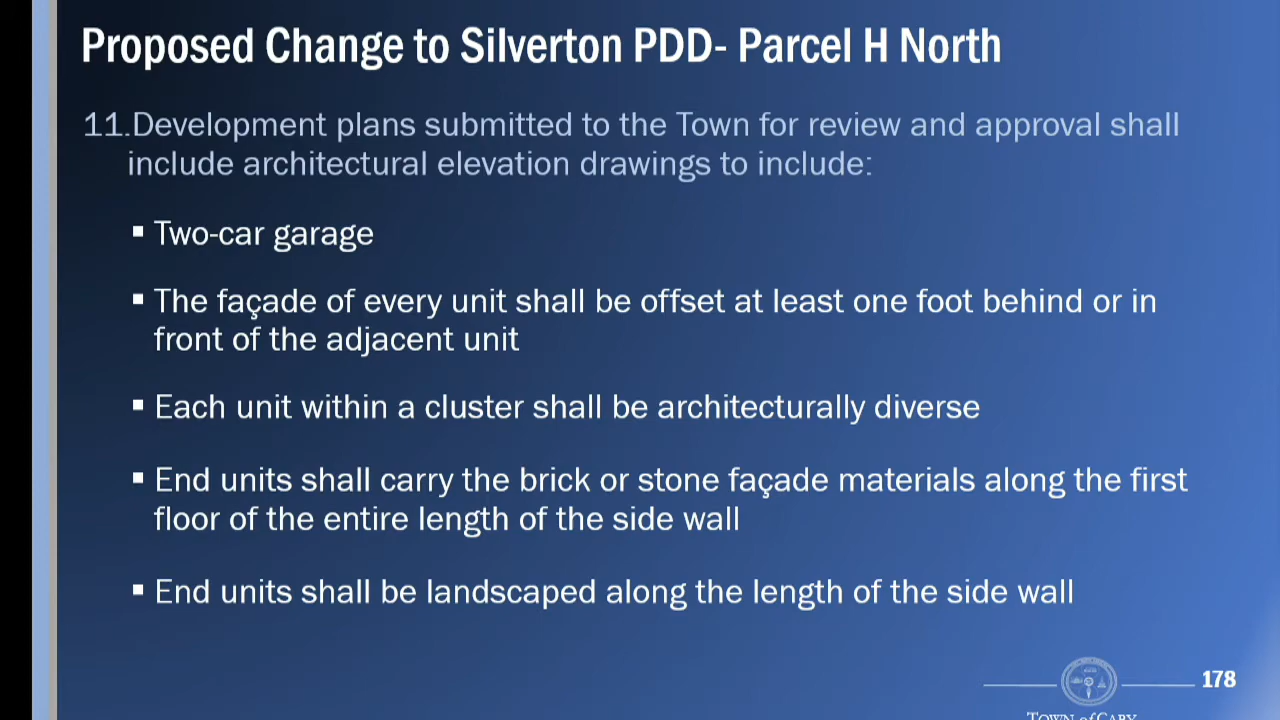 Proposed Change to Silverton PDD- Parcel H North
11.Development plans submitted to the Town for review and approval shall
include architectural elevation drawings to include:
▪ Two-car garage
▪ The façade of every unit shall be offset at least one foot behind or in
front of the adjacent unit
▪ Each unit within a cluster shall be architecturally diverse
▪ End units shall carry the brick or stone façade materials along the first
floor of the entire length of the side wall
▪ End units shall be landscaped along the length of the side wall
178
TOWN of CARY